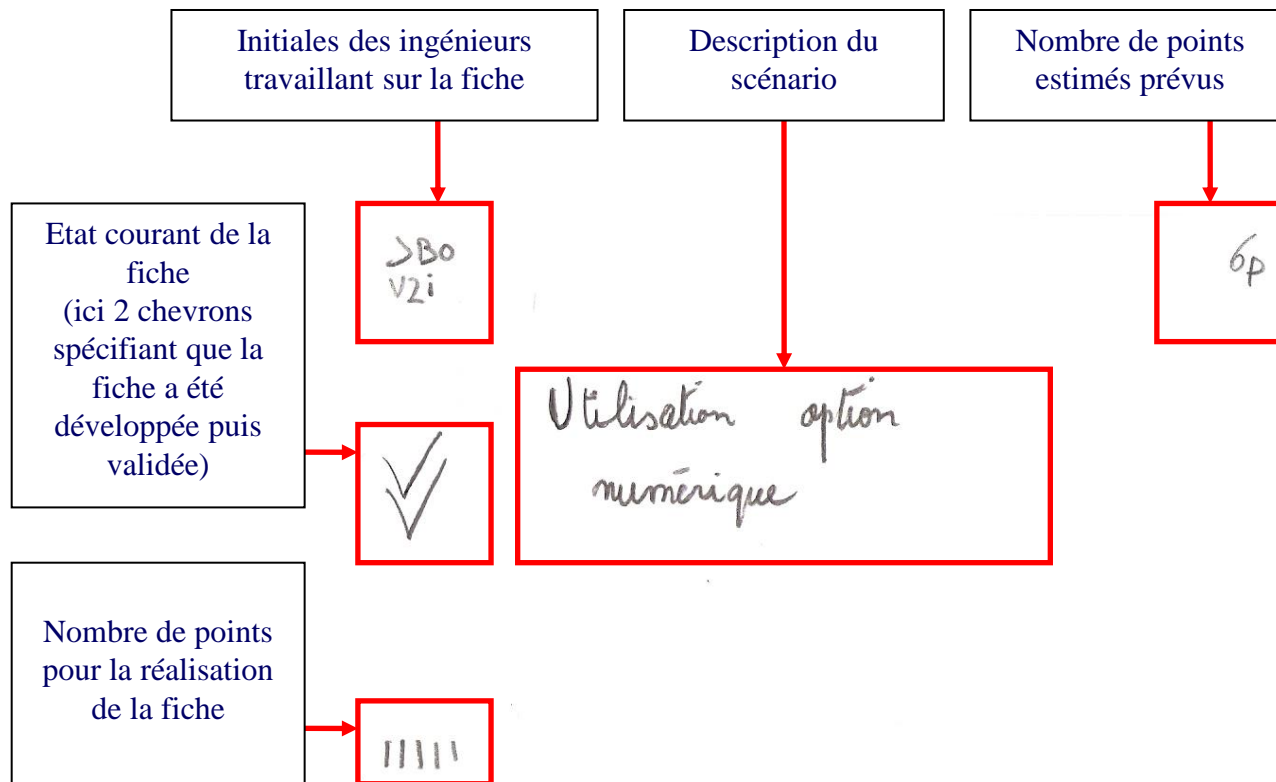 Initiales des ingénieurs
travaillant sur la fiche
Description du
scénario
Nombre de points
estimés prévus
Etat courant de la
fiche
(ici 2 chevrons
spécifiant que la
fiche a été
développée puis
validée)
JBO
V2i
6p
Utilisation option
numérique
Nombre de points
pour la réalisation
de la fiche